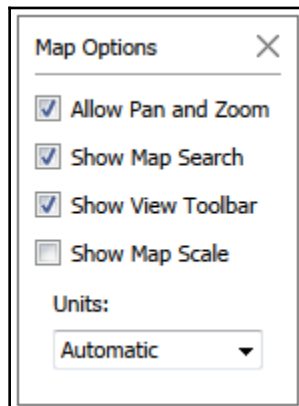 Map Options
Allow Pan and Zoom
Show Map Search
Show View Toolbar
Show Map Scale
Units:
Automatic